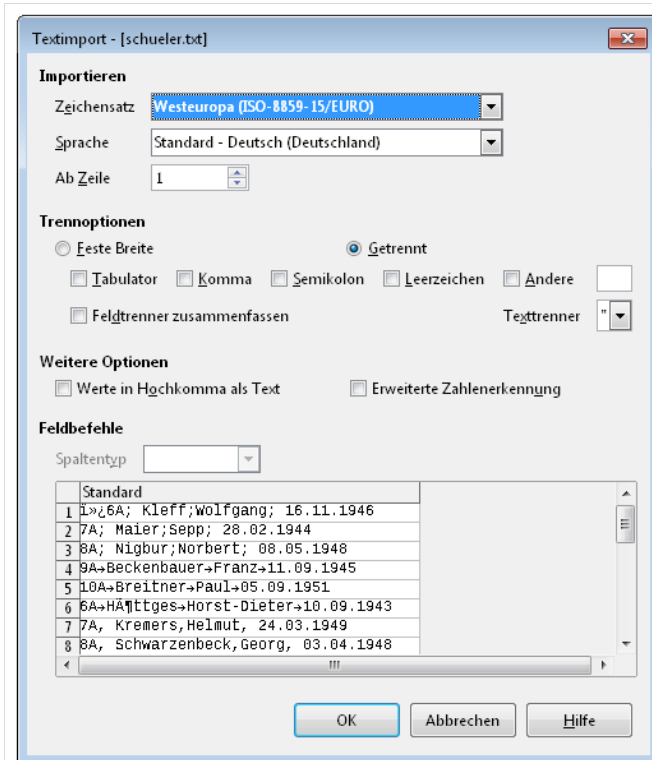 Textimport - [schueler.txt]
Importieren
Zeichensatz Westeuropa (ISO-8859-15/EURO)
Sprache Standard - Deutsch (Deutschland)
Ab Zeile 1
Trennoptionen
Feste Breite Getrennt
Tabulator Komma Semikolon Leerzeichen Andere
Feldtrenner zusammenfassen Texttrenner "
Weitere Optionen
Werte in Hochkomma als Text Erweiterte Zahlenerkennung
Feldbefehle
Spaltentyp
Standard
1 ï»¿6A; Kleff;Wolfgang; 16.11.1946
2 7A; Maier;Sepp; 28.02.1944
3 8A; Nigbur;Norbert; 08.05.1948
4 9A→Beckenbauer→Franz→11.09.1945
5 10A→Breitner→Paul→05.09.1951
6 6A→HÃ¶ttges→Horst-Dieter→10.09.1943
7 7A, Kremers,Helmut, 24.03.1949
8 8A, Schwarzenbeck,Georg, 03.04.1948
OK Abbrechen Hilfe